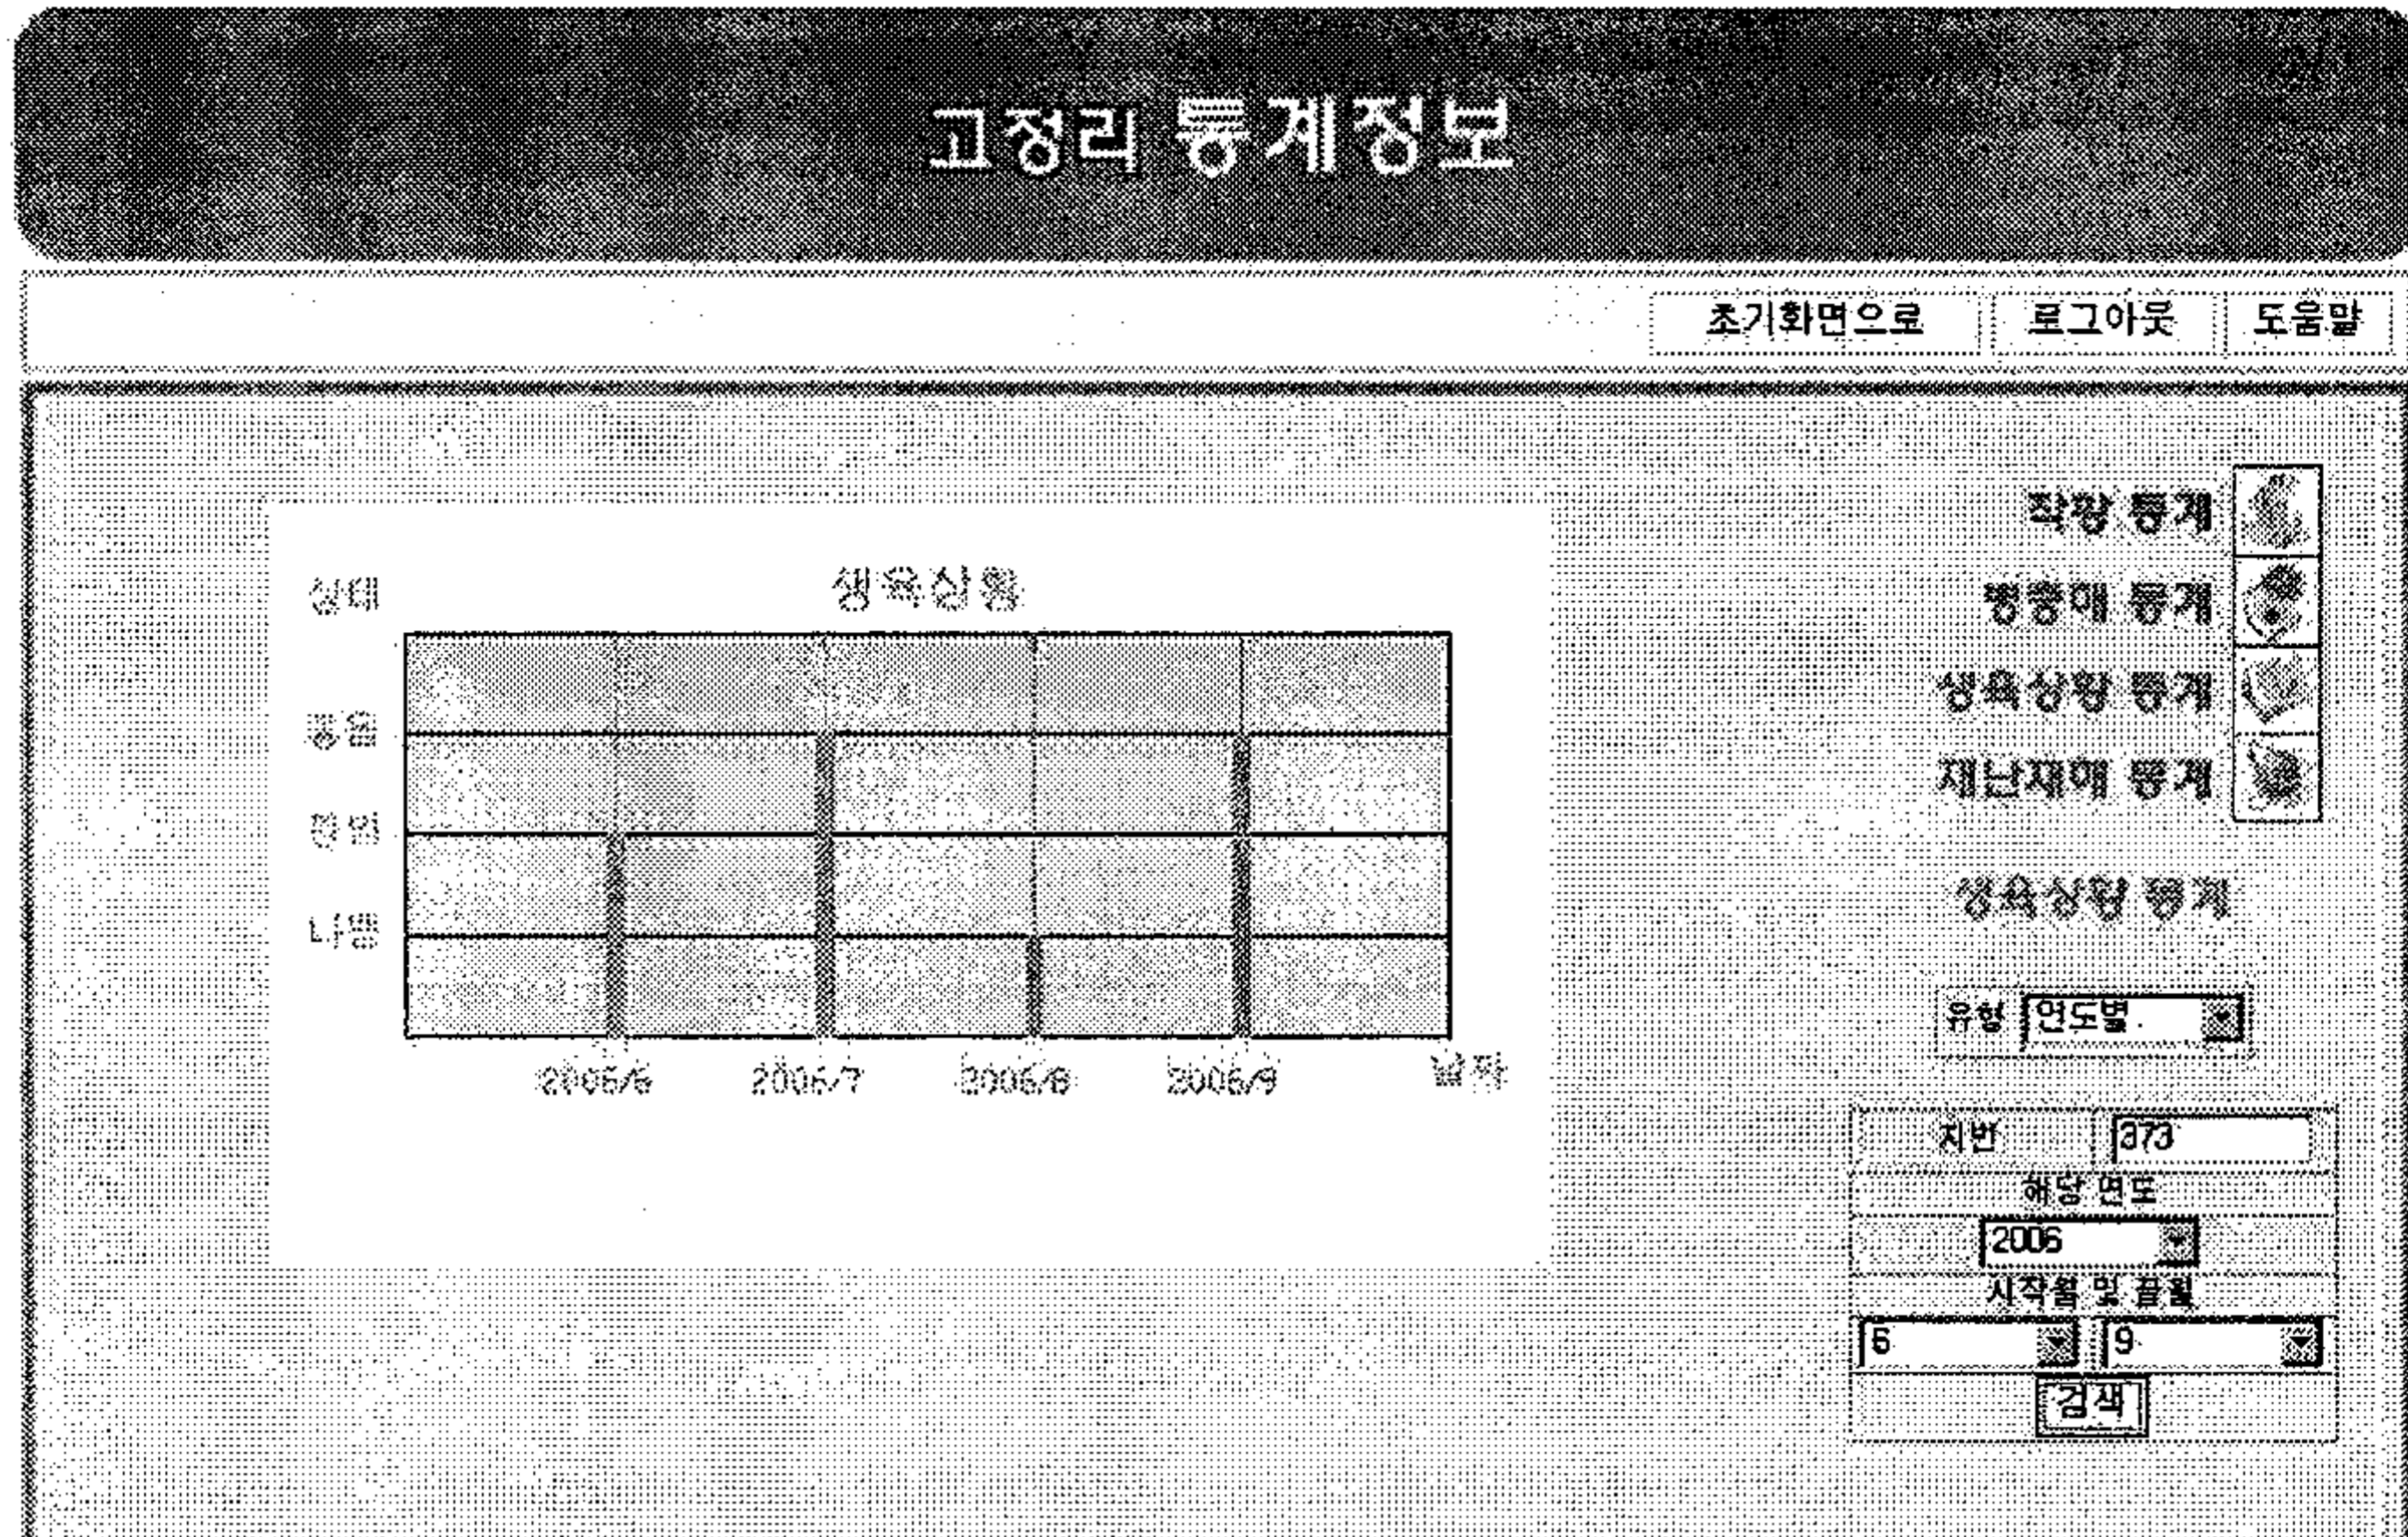 고정리 통계정보
초기화면으로 로그아웃 도움말
작황 통계
병충해 통계
생육상황 통계
재난재해 통계
상태 생육상황
좋음
중간
나쁨
2006/6 2006/7 2006/8 2006/9 날짜
생육상황 통계
유형 연도별
지번 373
해당 연도
2006
시작월 및 끝월
6 9
검색